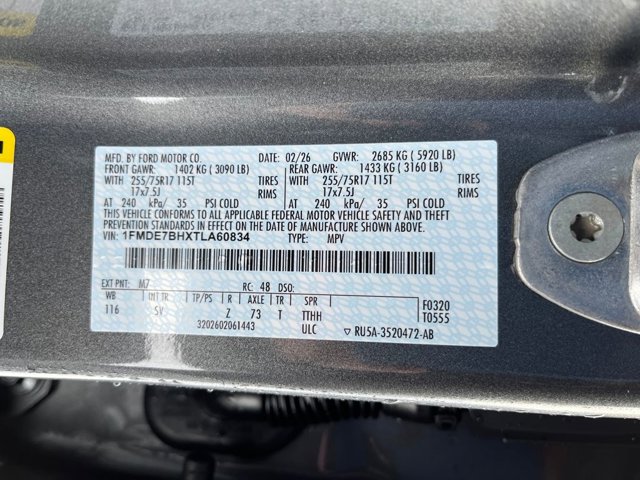 MFD. BY FORD MOTOR CO. DATE: 02/26 GVWR: 2685 KG ( 5920 LB)
FRONT GAWR: 1402 KG ( 3090 LB) REAR GAWR: 1433 KG ( 3160 LB)
WITH 255/75R17 115T TIRES WITH 255/75R17 115T TIRES
17x7.5J RIMS 17x7.5J RIMS
AT 240 kPa/ 35 PSI COLD AT 240 kPa/ 35 PSI COLD
THIS VEHICLE CONFORMS TO ALL APPLICABLE FEDERAL MOTOR VEHICLE SAFETY AND THEFT
PREVENTION STANDARDS IN EFFECT ON THE DATE OF MANUFACTURE SHOWN ABOVE.
VIN: 1FMDE7BHXTLA60834 TYPE: MPV
EXT PNT: M7 RC: 48 DSO:
WB INT TR TP/PS R AXLE TR SPR F0320
116 SV Z 73 T TTHH T0555
3202602061443 ULC ▽ RU5A-3520472-AB